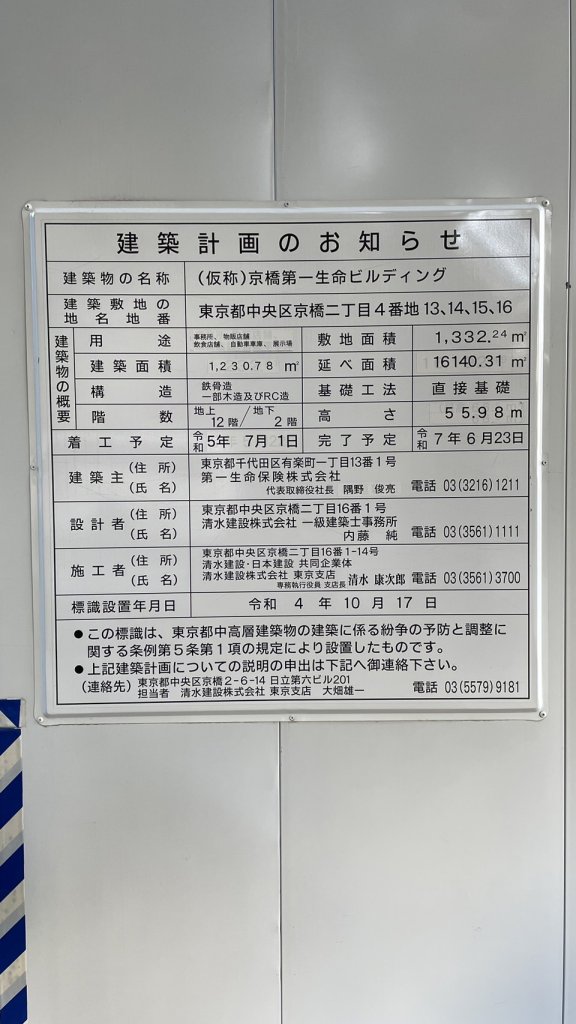 建築計画のお知らせ
建築物の名称 (仮称)京橋第一生命ビルディング
建築敷地の地名地番 東京都中央区京橋二丁目4番地13、14、15、16
建築物の概要
用途 事務所、物販店舗 飲食店舗、自動車車庫、展示場 敷地面積 1,332.24㎡
建築面積 1,230.78㎡ 延べ面積 16140.31㎡
構造 鉄骨造 一部木造及びRC造 基礎工法 直接基礎
階数 地上12階/地下2階 高さ 55.98m
着工予定 令和5年 7月 1日 完了予定 令和7年6月23日
建築主 (住所) 東京都千代田区有楽町一丁目13番1号
(氏名) 第一生命保険株式会社
代表取締役社長 隅野 俊亮 電話 03(3216)1211
設計者 (住所) 東京都中央区京橋二丁目16番1号
(氏名) 清水建設株式会社 一級建築士事務所
内藤 純 電話 03(3561)1111
施工者 (住所) 東京都中央区京橋二丁目16番1-14号
清水建設・日本建設 共同企業体
(氏名) 清水建設株式会社 東京支店
専務執行役員 支店長 清水 康次郎 電話 03(3561)3700
標識設置年月日 令和 4 年 10 月 17 日
●この標識は、東京都中高層建築物の建築に係る紛争の予防と調整に
関する条例第5条第1項の規定により設置したものです。
●上記建築計画についての説明の申出は下記へ御連絡下さい。
(連絡先) 東京都中央区京橋2-6-14 日立第六ビル201
担当者 清水建設株式会社 東京支店 大畑雄一 電話 03(5579)9181